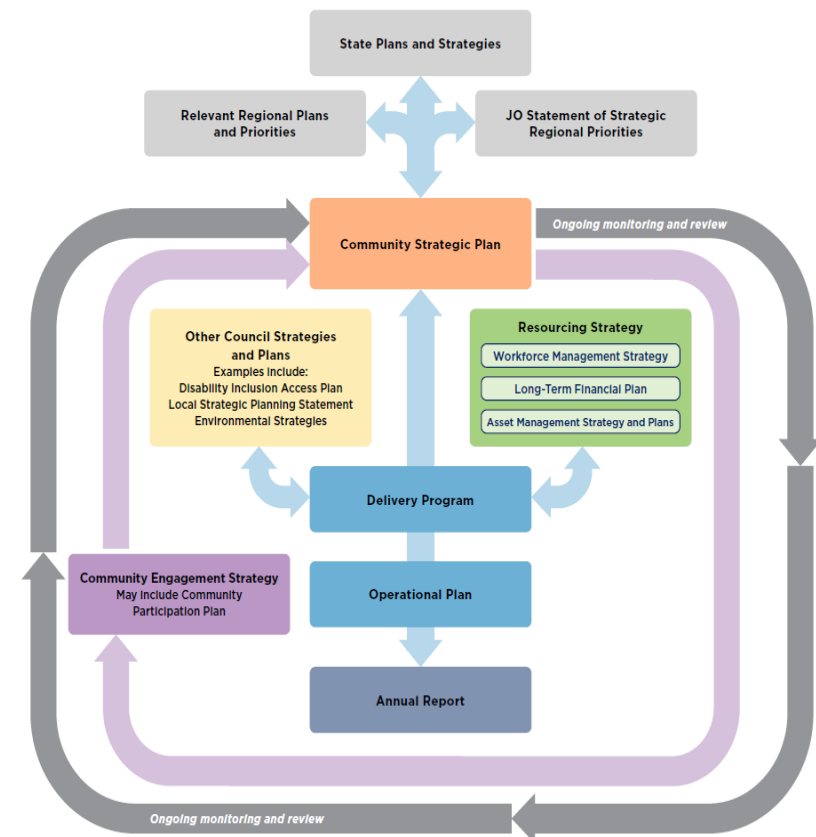 State Plans and Strategies
Relevant Regional Plans
and Priorities
JO Statement of Strategic
Regional Priorities
Community Strategic Plan
Ongoing monitoring and review
Other Council Strategies
and Plans
Examples include:
Disability Inclusion Access Plan
Local Strategic Planning Statement
Environmental Strategies
Resourcing Strategy
Workforce Management Strategy
Long-Term Financial Plan
Asset Management Strategy and Plans
Delivery Program
Community Engagement Strategy
May Include Community
Participation Plan
Operational Plan
Annual Report
Ongoing monitoring and review